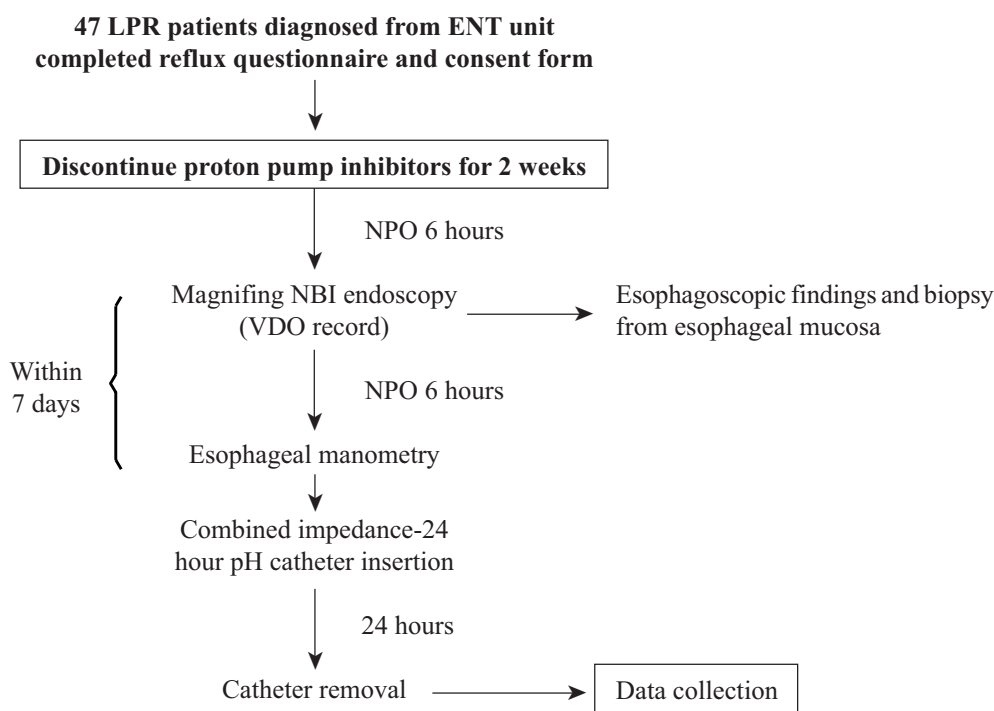 47 LPR patients diagnosed from ENT unit
completed reflux questionnaire and consent form
Discontinue proton pump inhibitors for 2 weeks
NPO 6 hours
Magnifing NBI endoscopy
(VDO record)
Esophagoscopic findings and biopsy
from esophageal mucosa
Within
7 days
NPO 6 hours
Esophageal manometry
Combined impedance-24
hour pH catheter insertion
24 hours
Catheter removal
Data collection